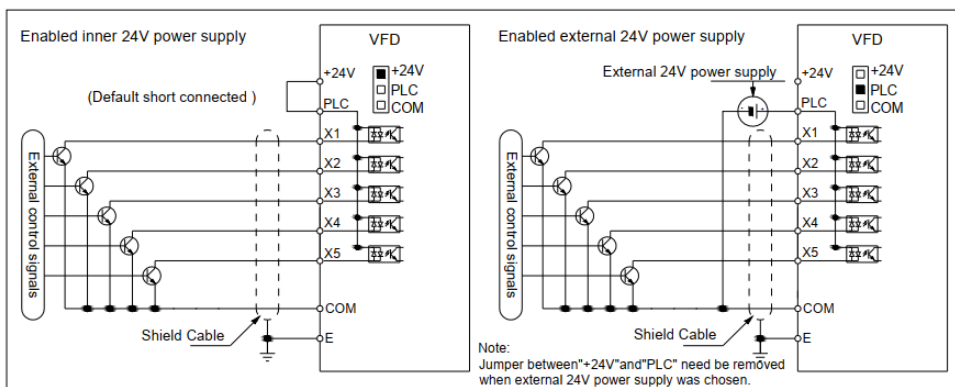 Enabled inner 24V power supply
VFD
+24V
+24V
PLC
COM
(Default short connected )
PLC
X1
X2
X3
X4
X5
External control signals
COM
Shield Cable
E
Enabled external 24V power supply
VFD
External 24V power supply
+24V
+24V
PLC
COM
PLC
X1
X2
X3
X4
X5
External control signals
COM
Shield Cable
E
Note:
Jumper between"+24V"and"PLC" need be removed
when external 24V power supply was chosen.